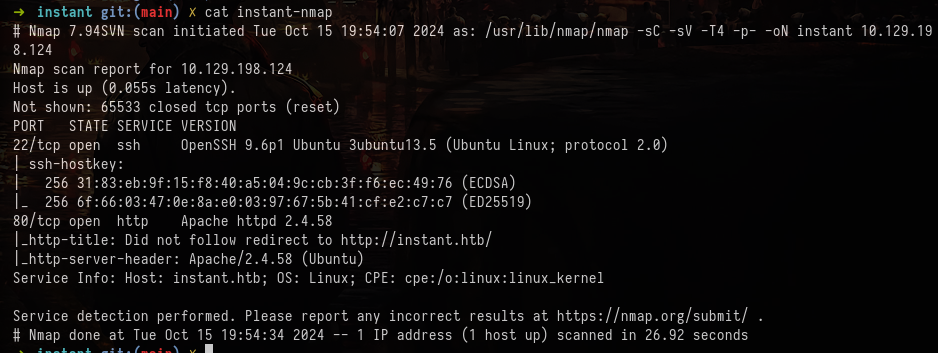 → instant git:(main) ✗ cat instant-nmap
# Nmap 7.94SVN scan initiated Tue Oct 15 19:54:07 2024 as: /usr/lib/nmap/nmap -sC -sV -T4 -p- -oN instant 10.129.19
8.124
Nmap scan report for 10.129.198.124
Host is up (0.055s latency).
Not shown: 65533 closed tcp ports (reset)
PORT   STATE SERVICE VERSION
22/tcp open  ssh     OpenSSH 9.6p1 Ubuntu 3ubuntu13.5 (Ubuntu Linux; protocol 2.0)
| ssh-hostkey:
|   256 31:83:eb:9f:15:f8:40:a5:04:9c:cb:3f:f6:ec:49:76 (ECDSA)
|_  256 6f:66:03:47:0e:8a:e0:03:97:67:5b:41:cf:e2:c7:c7 (ED25519)
80/tcp open  http    Apache httpd 2.4.58
|_http-title: Did not follow redirect to http://instant.htb/
|_http-server-header: Apache/2.4.58 (Ubuntu)
Service Info: Host: instant.htb; OS: Linux; CPE: cpe:/o:linux:linux_kernel

Service detection performed. Please report any incorrect results at https://nmap.org/submit/ .
# Nmap done at Tue Oct 15 19:54:34 2024 -- 1 IP address (1 host up) scanned in 26.92 seconds
→ instant git:(main) ✗